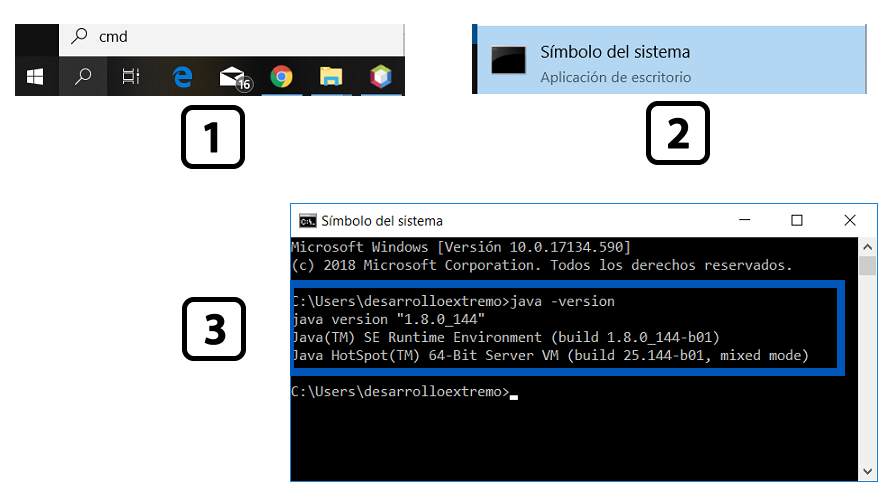 cmd
16
1
Símbolo del sistema
Aplicación de escritorio
2
C:\.
Símbolo del sistema
Microsoft Windows [Versión 10.0.17134.590]
(c) 2018 Microsoft Corporation. Todos los derechos reservados.
C:\Users\desarrolloextremo>java -version
java version "1.8.0_144"
Java(TM) SE Runtime Environment (build 1.8.0_144-b01)
Java HotSpot(TM) 64-Bit Server VM (build 25.144-b01, mixed mode)
C:\Users\desarrolloextremo>
3